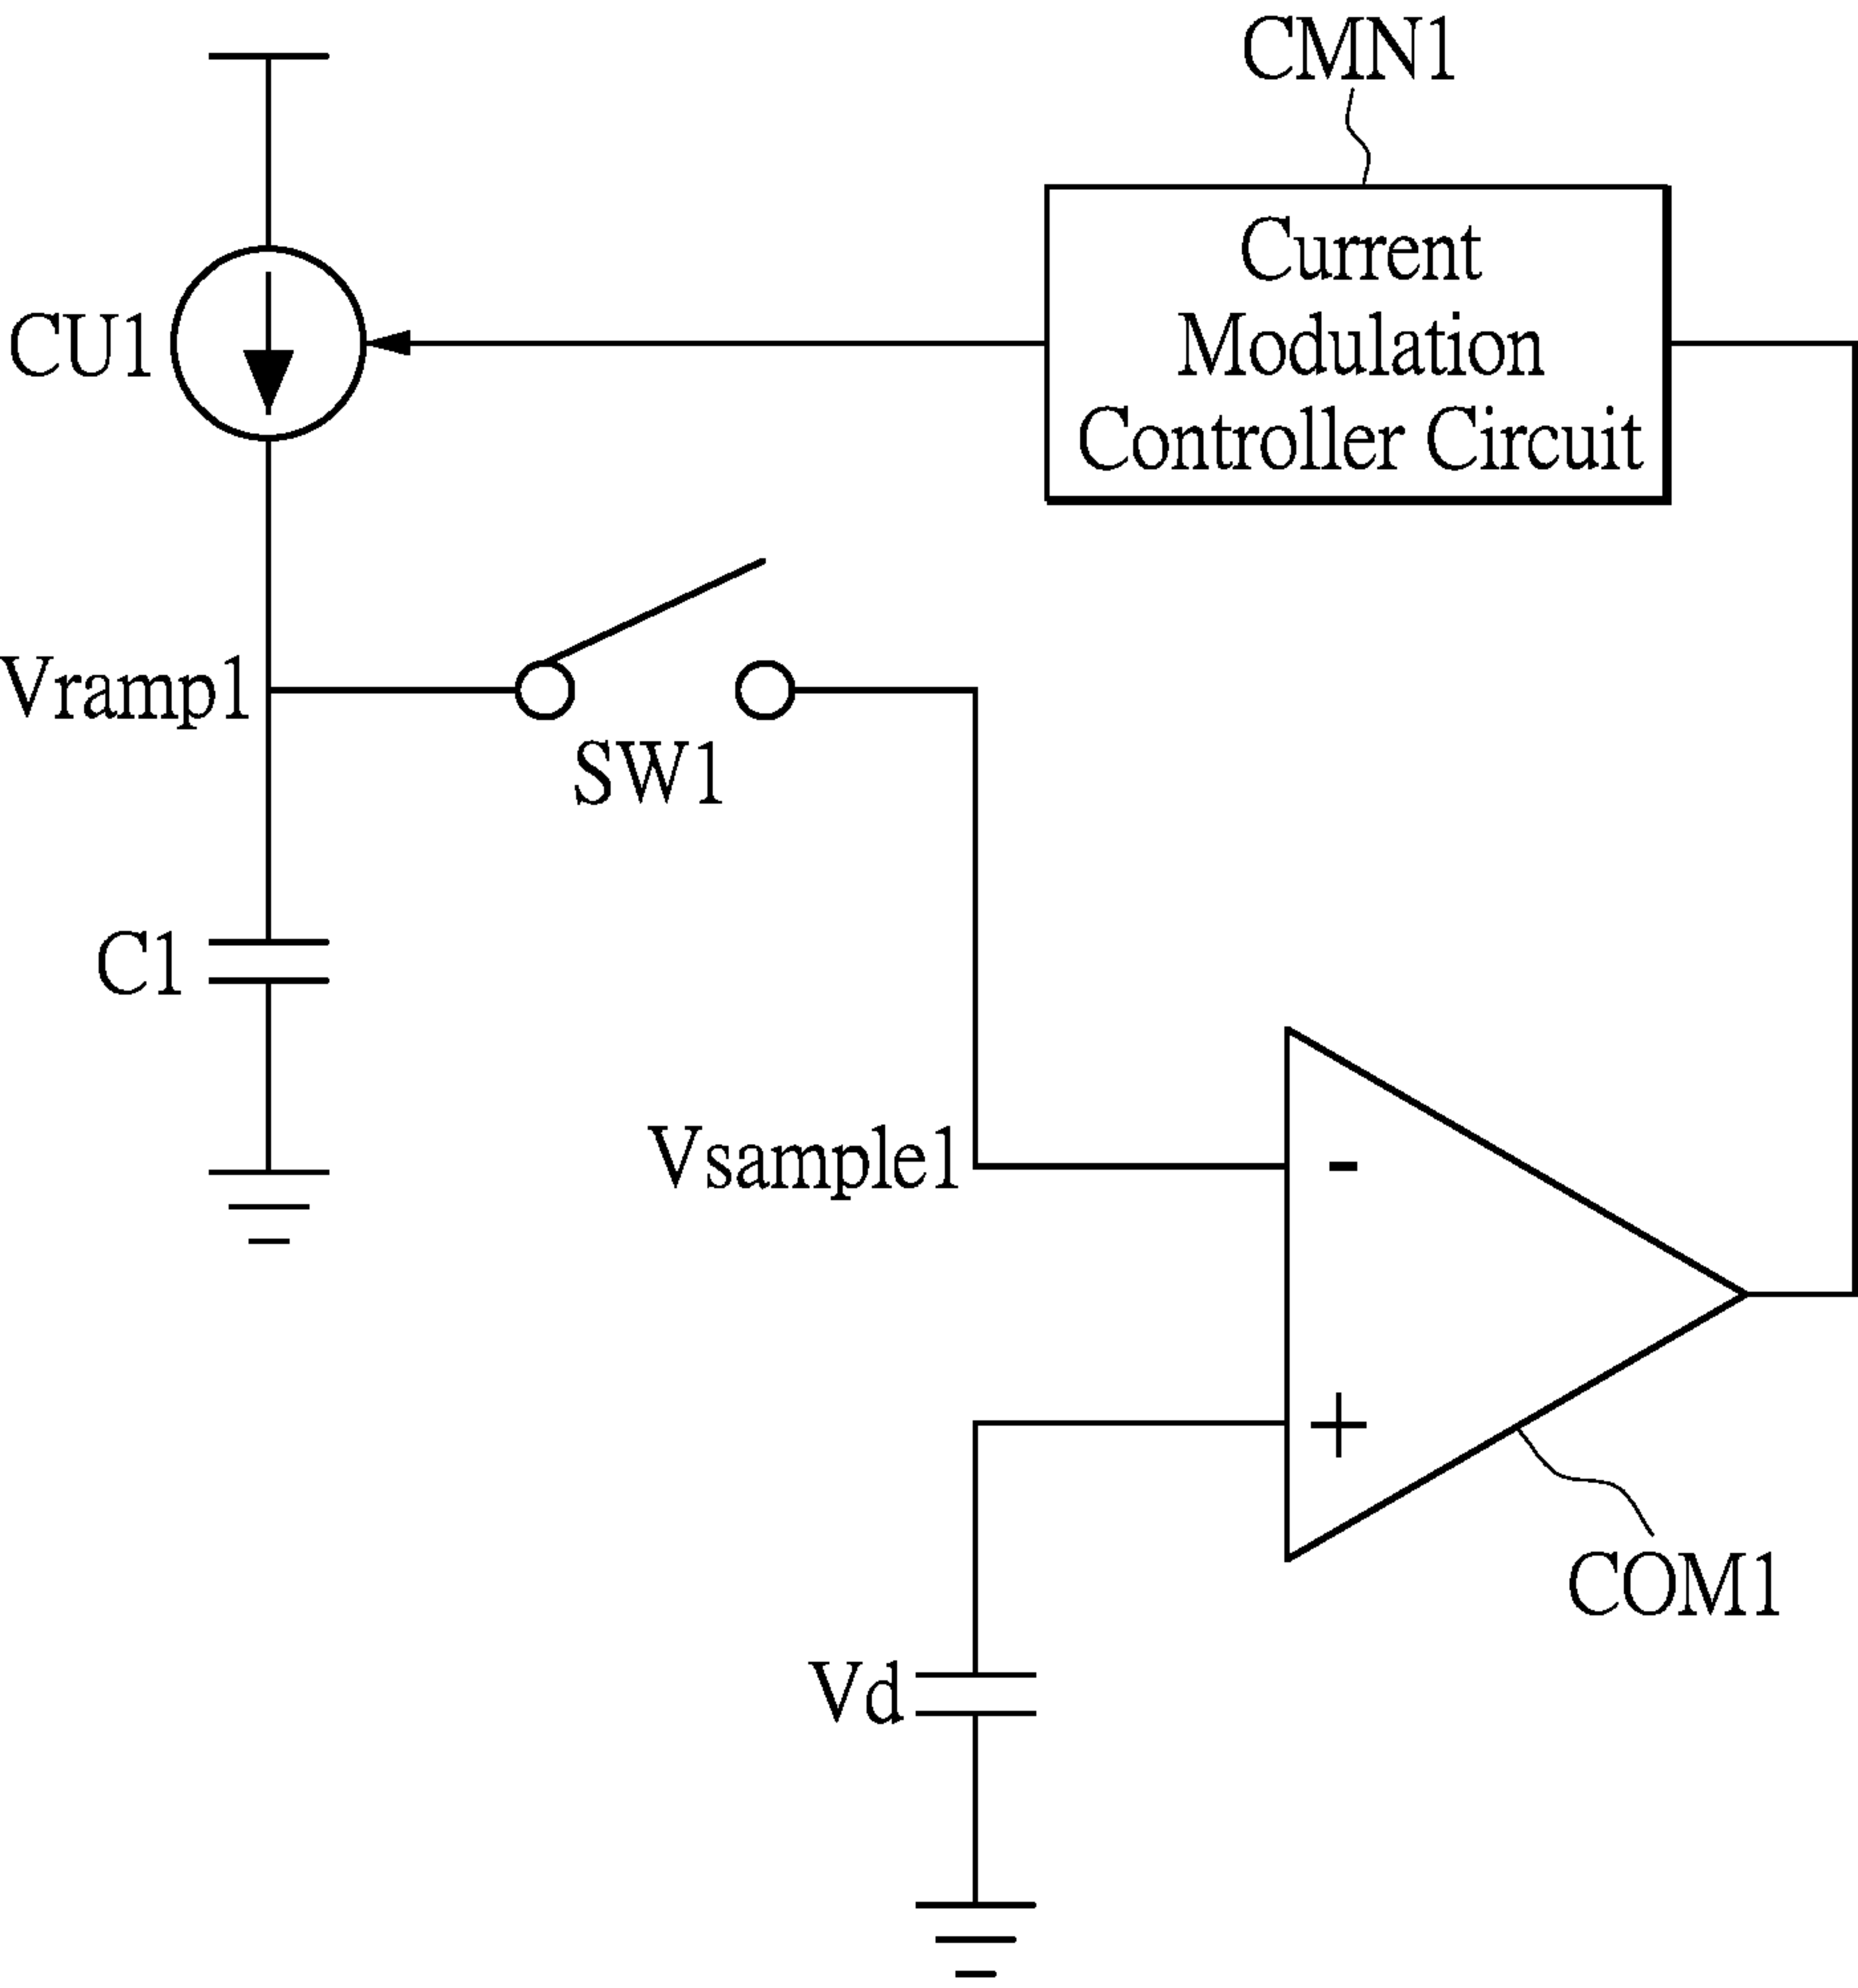 CMN1
Current
Modulation
Controller Circuit
CU1
Vramp1
SW1
C1
Vsample1
-
+
COM1
Vd